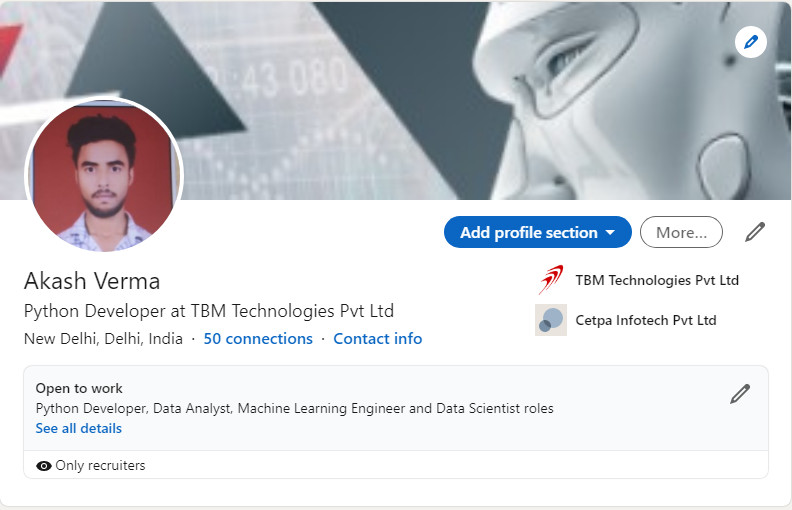 :43 080
Add profile section
More...
Akash Verma
Python Developer at TBM Technologies Pvt Ltd
New Delhi, Delhi, India · 50 connections · Contact info
TBM Technologies Pvt Ltd
Cetpa Infotech Pvt Ltd
Open to work
Python Developer, Data Analyst, Machine Learning Engineer and Data Scientist roles
See all details
Only recruiters